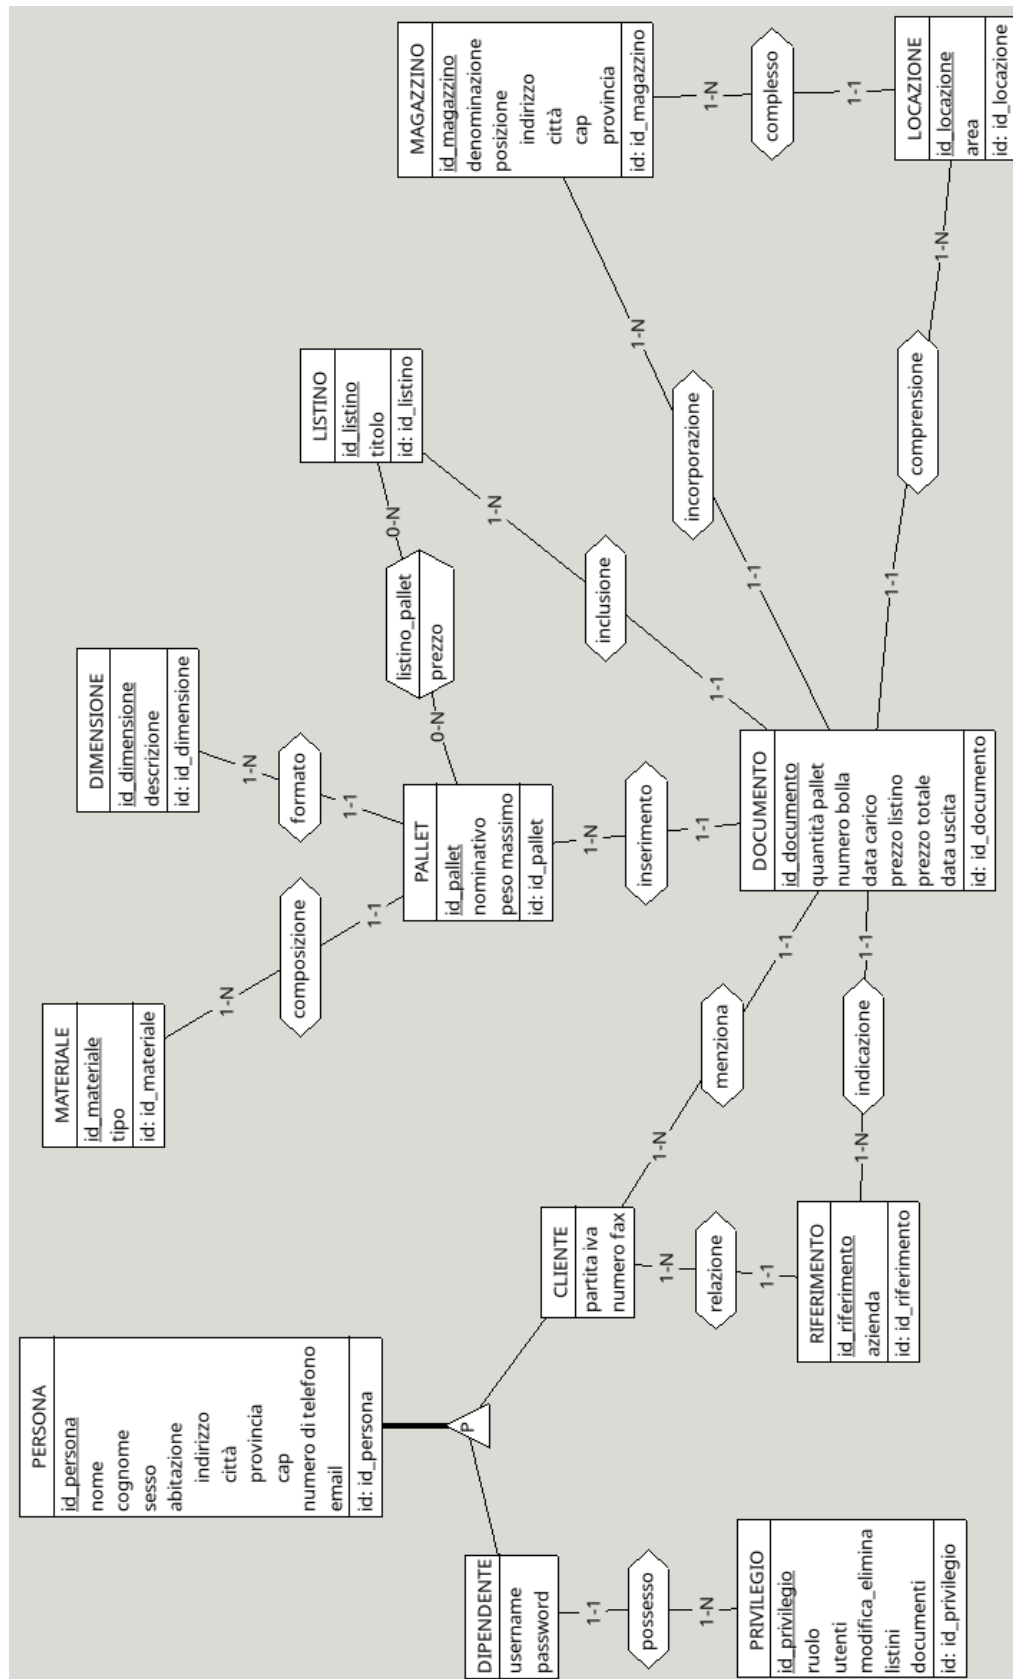 PERSONA
id_persona
nome
cognome
sesso
abitazione
indirizzo
città
provincia
cap
numero di telefono
email
id: id_persona
P
DIPENDENTE
username
password
1-1
possesso
1-N
PRIVILEGIO
id_privilegio
ruolo
utenti
modifica_elimina
listini
documenti
id: id_privilegio
CLIENTE
partita iva
numero fax
1-N
relazione
1-1
RIFERIMENTO
id_riferimento
azienda
id: id_riferimento
1-N
menziona
1-1
1-N
indicazione
1-1
MATERIALE
id_materiale
tipo
id: id_materiale
1-N
composizione
1-1
DIMENSIONE
id_dimensione
descrizione
id: id_dimensione
1-N
formato
1-1
PALLET
id_pallet
nominativo
peso massimo
id: id_pallet
1-N
inserimento
1-1
0-N
listino_pallet
prezzo
0-N
LISTINO
id_listino
titolo
id: id_listino
1-N
inclusione
1-1
DOCUMENTO
id_documento
quantità pallet
numero bolla
data carico
prezzo listino
prezzo totale
data uscita
id: id_documento
1-1
incorporazione
1-N
1-1
comprensione
1-N
MAGAZZINO
id_magazzino
denominazione
posizione
indirizzo
città
cap
provincia
id: id_magazzino
1-N
complesso
1-1
LOCAZIONE
id_locazione
area
id: id_locazione